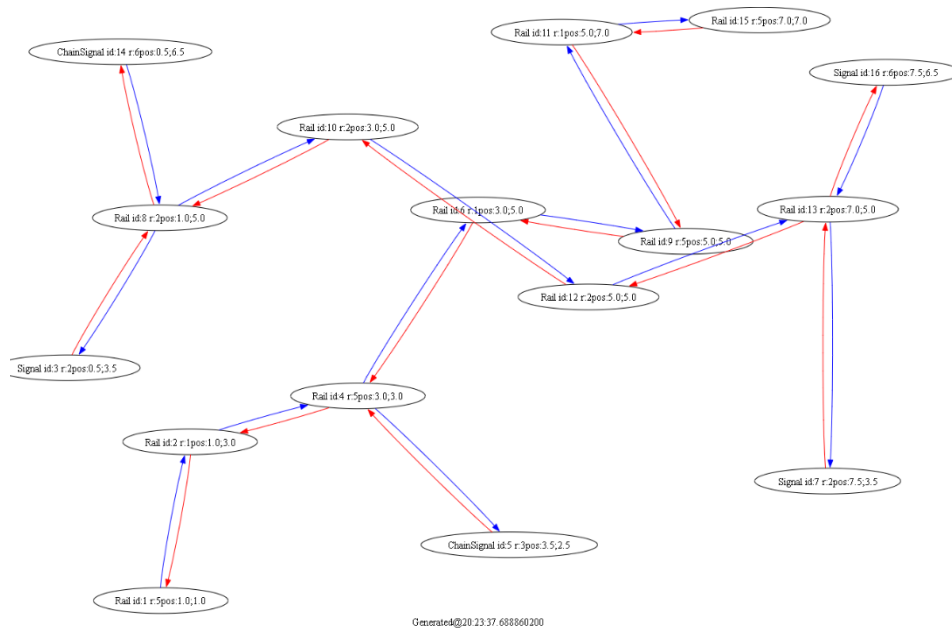 Rail id:15 r:5pos:7.0;7.0
Rail id:11 r:1pos:5.0;7.0
ChainSignal id:14 r:6pos:0.5;6.5
Signal id:16 r:6pos:7.5;6.5
Rail id:10 r:2pos:3.0;5.0
Rail id:6 r:1pos:3.0;5.0
Rail id:13 r:2pos:7.0;5.0
Rail id:8 r:2pos:1.0;5.0
Rail id:9 r:5pos:5.0;5.0
Rail id:12 r:2pos:5.0;5.0
Signal id:3 r:2pos:0.5;3.5
Rail id:4 r:5pos:3.0;3.0
Rail id:2 r:1pos:1.0;3.0
Signal id:7 r:2pos:7.5;3.5
ChainSignal id:5 r:3pos:3.5;2.5
Rail id:1 r:5pos:1.0;1.0
Generated@20:23:37.688860200